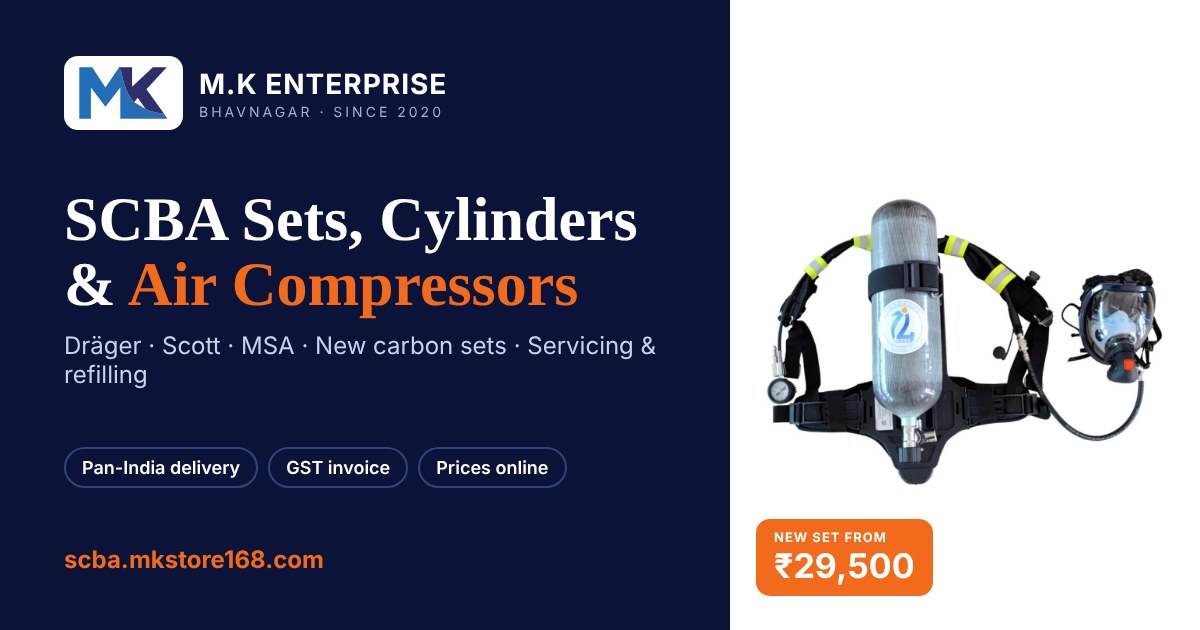 MK
M.K ENTERPRISE
BHAVNAGAR · SINCE 2020
SCBA Sets, Cylinders
& Air Compressors
Dräger · Scott · MSA · New carbon sets · Servicing &
refilling
Pan-India delivery
GST invoice
Prices online
scba.mkstore168.com
NEW SET FROM
₹29,500